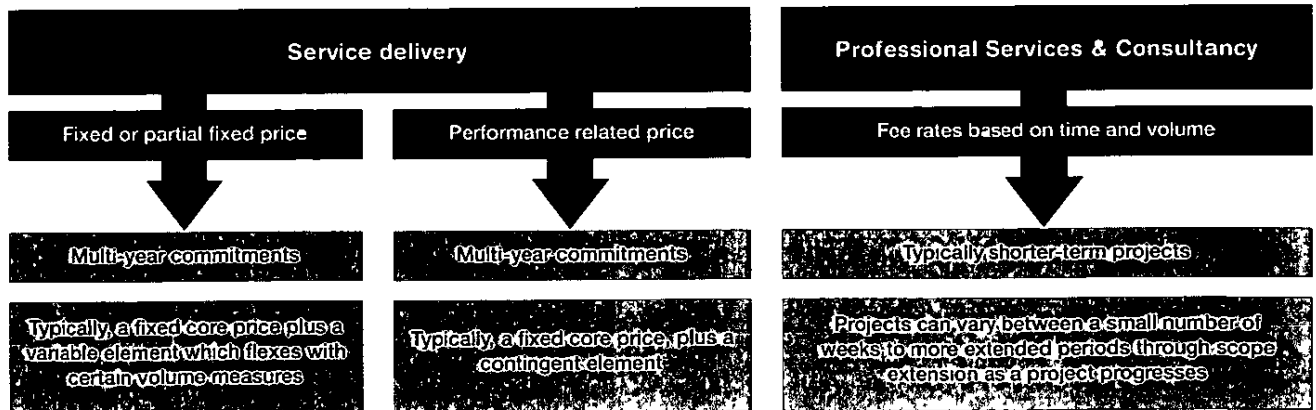 Service delivery
Professional Services & Consultancy
Fixed or partial fixed price
Performance related price
Fee rates based on time and volume
Multi-year commitments
Multi-year commitments
Typically shorter-term projects
Typically, a fixed core price plus a
variable element which flexes with
certain volume measures
Typically, a fixed core price, plus a
contingent element
Projects can vary between a small number of
weeks to more extended periods through scope
extension as a project progresses